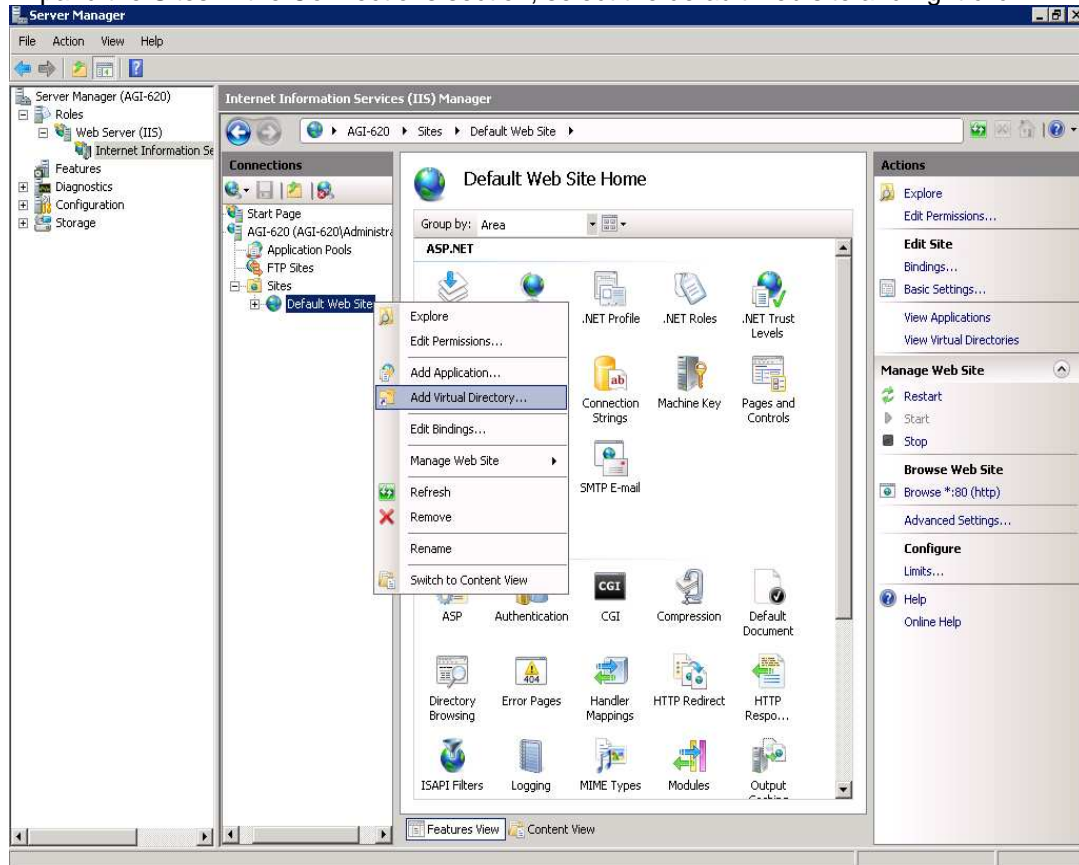 Server Manager
File Action View Help
Server Manager (AGI-620)
Roles
Web Server (IIS)
Internet Information Se
Features
Diagnostics
Configuration
Storage
Internet Information Services (IIS) Manager
AGI-620 Sites Default Web Site
Connections
Start Page
AGI-620 (AGI-620\Administra
Application Pools
FTP Sites
Sites
Default Web Site
Explore
Edit Permissions...
Add Application...
Add Virtual Directory...
Edit Bindings...
Manage Web Site
Refresh
Remove
Rename
Switch to Content View
Default Web Site Home
Group by: Area
ASP.NET
.NET Profile .NET Roles .NET Trust
Levels
ab
Connection Machine Key Pages and
Strings Controls
SMTP E-mail
CGI
ASP Authentication CGI Compression Default
Document
404
Directory Error Pages Handler HTTP Redirect HTTP
Browsing Mappings Respo...
ISAPI Filters Logging MIME Types Modules Output
Features View Content View
Actions
Explore
Edit Permissions...
Edit Site
Bindings...
Basic Settings...
View Applications
View Virtual Directories
Manage Web Site
Restart
Start
Stop
Browse Web Site
Browse *:80 (http)
Advanced Settings...
Configure
Limits...
Help
Online Help